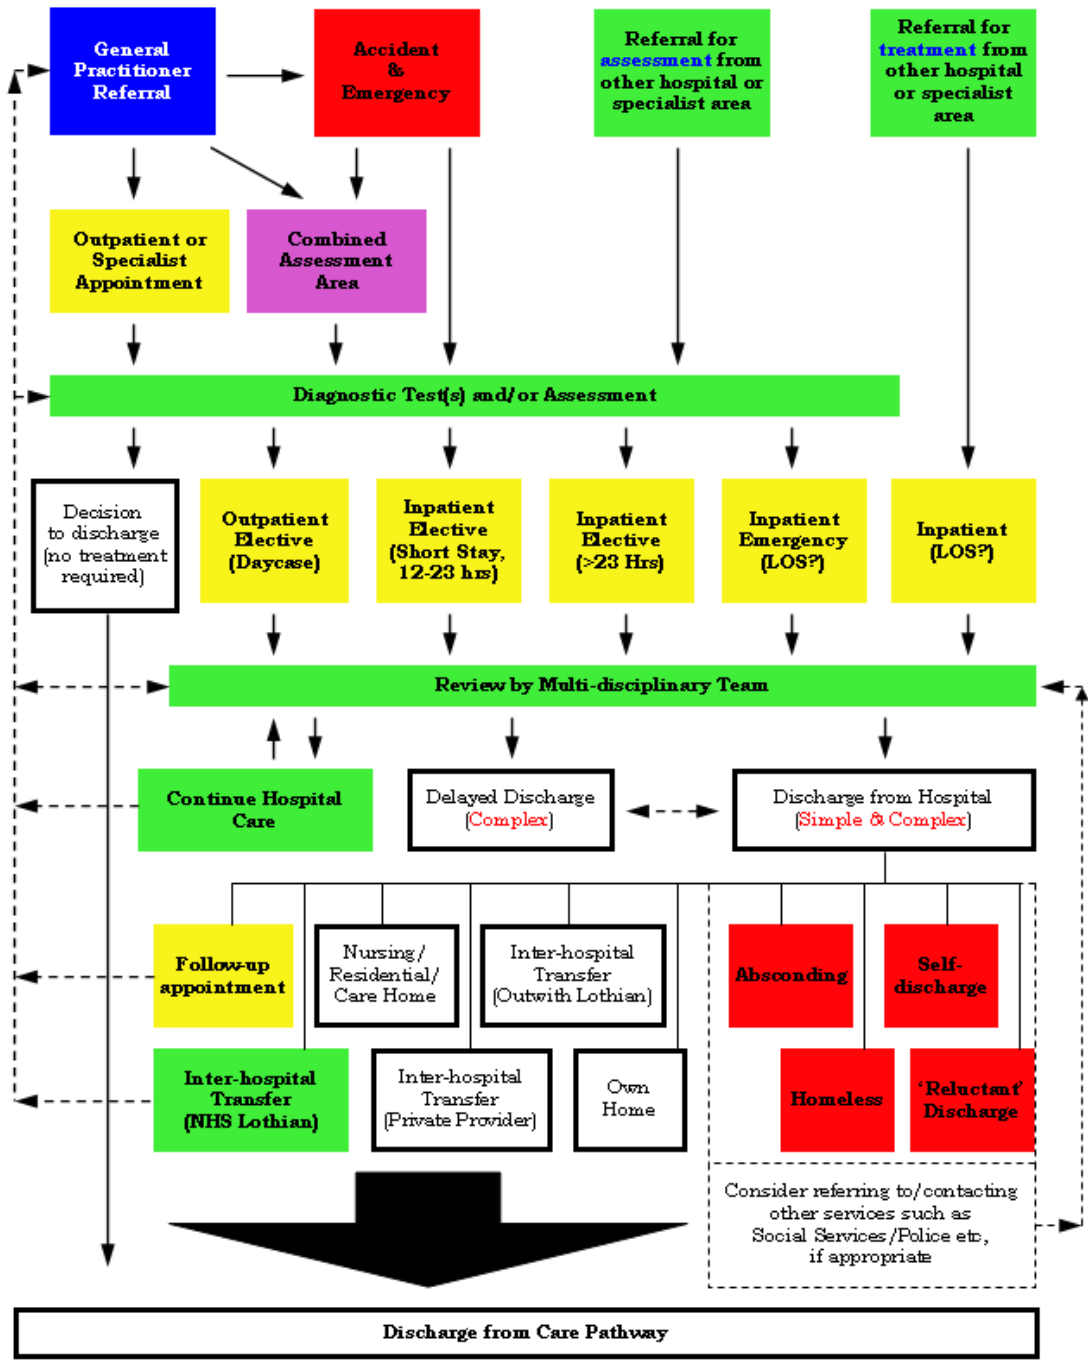 General
Practitioner
Referral
Accident
&
Emergency
Referral for
assessment from
other hospital or
specialist area
Referral for
treatment from
other hospital
or specialist
area
Outpatient or
Specialist
Appointment
Combined
Assessment
Area
Diagnostic Test(s) and/or Assessment
Decision
to discharge
(no treatment
required)
Outpatient
Elective
(Daycase)
Inpatient
Elective
(Short Stay,
12-23 hrs)
Inpatient
Elective
(>23 Hrs)
Inpatient
Emergency
(LOS?)
Inpatient
(LOS?)
Review by Multi-disciplinary Team
Continue Hospital
Care
Delayed Discharge
(Complex)
Discharge from Hospital
(Simple & Complex)
Follow-up
appointment
Nursing/
Residential/
Care Home
Inter-hospital
Transfer
(Outwith Lothian)
Absconding
Self-
discharge
Inter-hospital
Transfer
(NHS Lothian)
Inter-hospital
Transfer
(Private Provider)
Own
Home
Homeless
‘Reluctant’
Discharge
Consider referring to/contacting
other services such as
Social Services/Police etc,
if appropriate
Discharge from Care Pathway